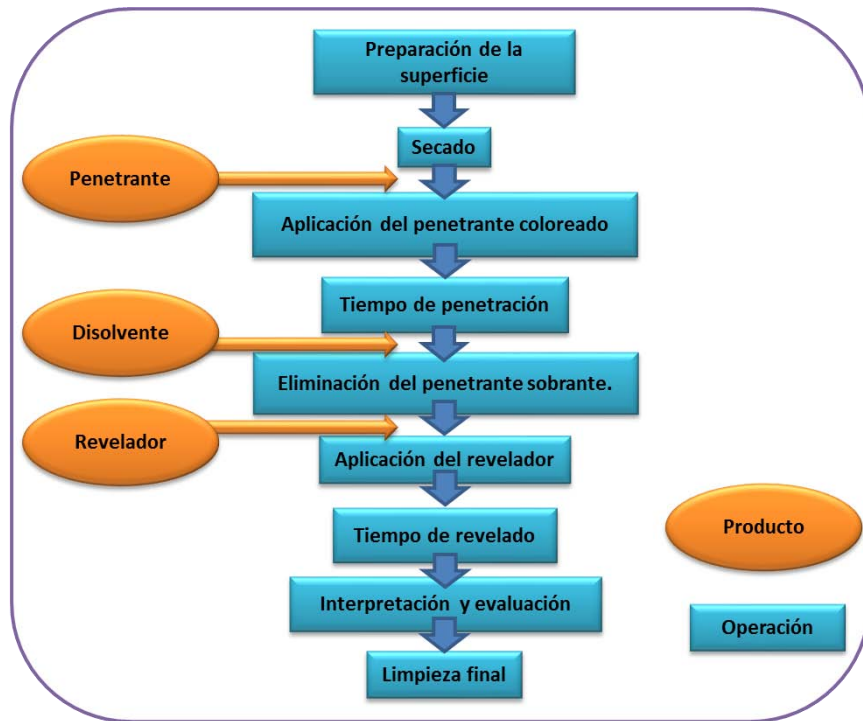 Preparación de la
superficie
Secado
Penetrante
Aplicación del penetrante coloreado
Tiempo de penetración
Disolvente
Eliminación del penetrante sobrante.
Revelador
Aplicación del revelador
Tiempo de revelado
Producto
Interpretación y evaluación
Operación
Limpieza final